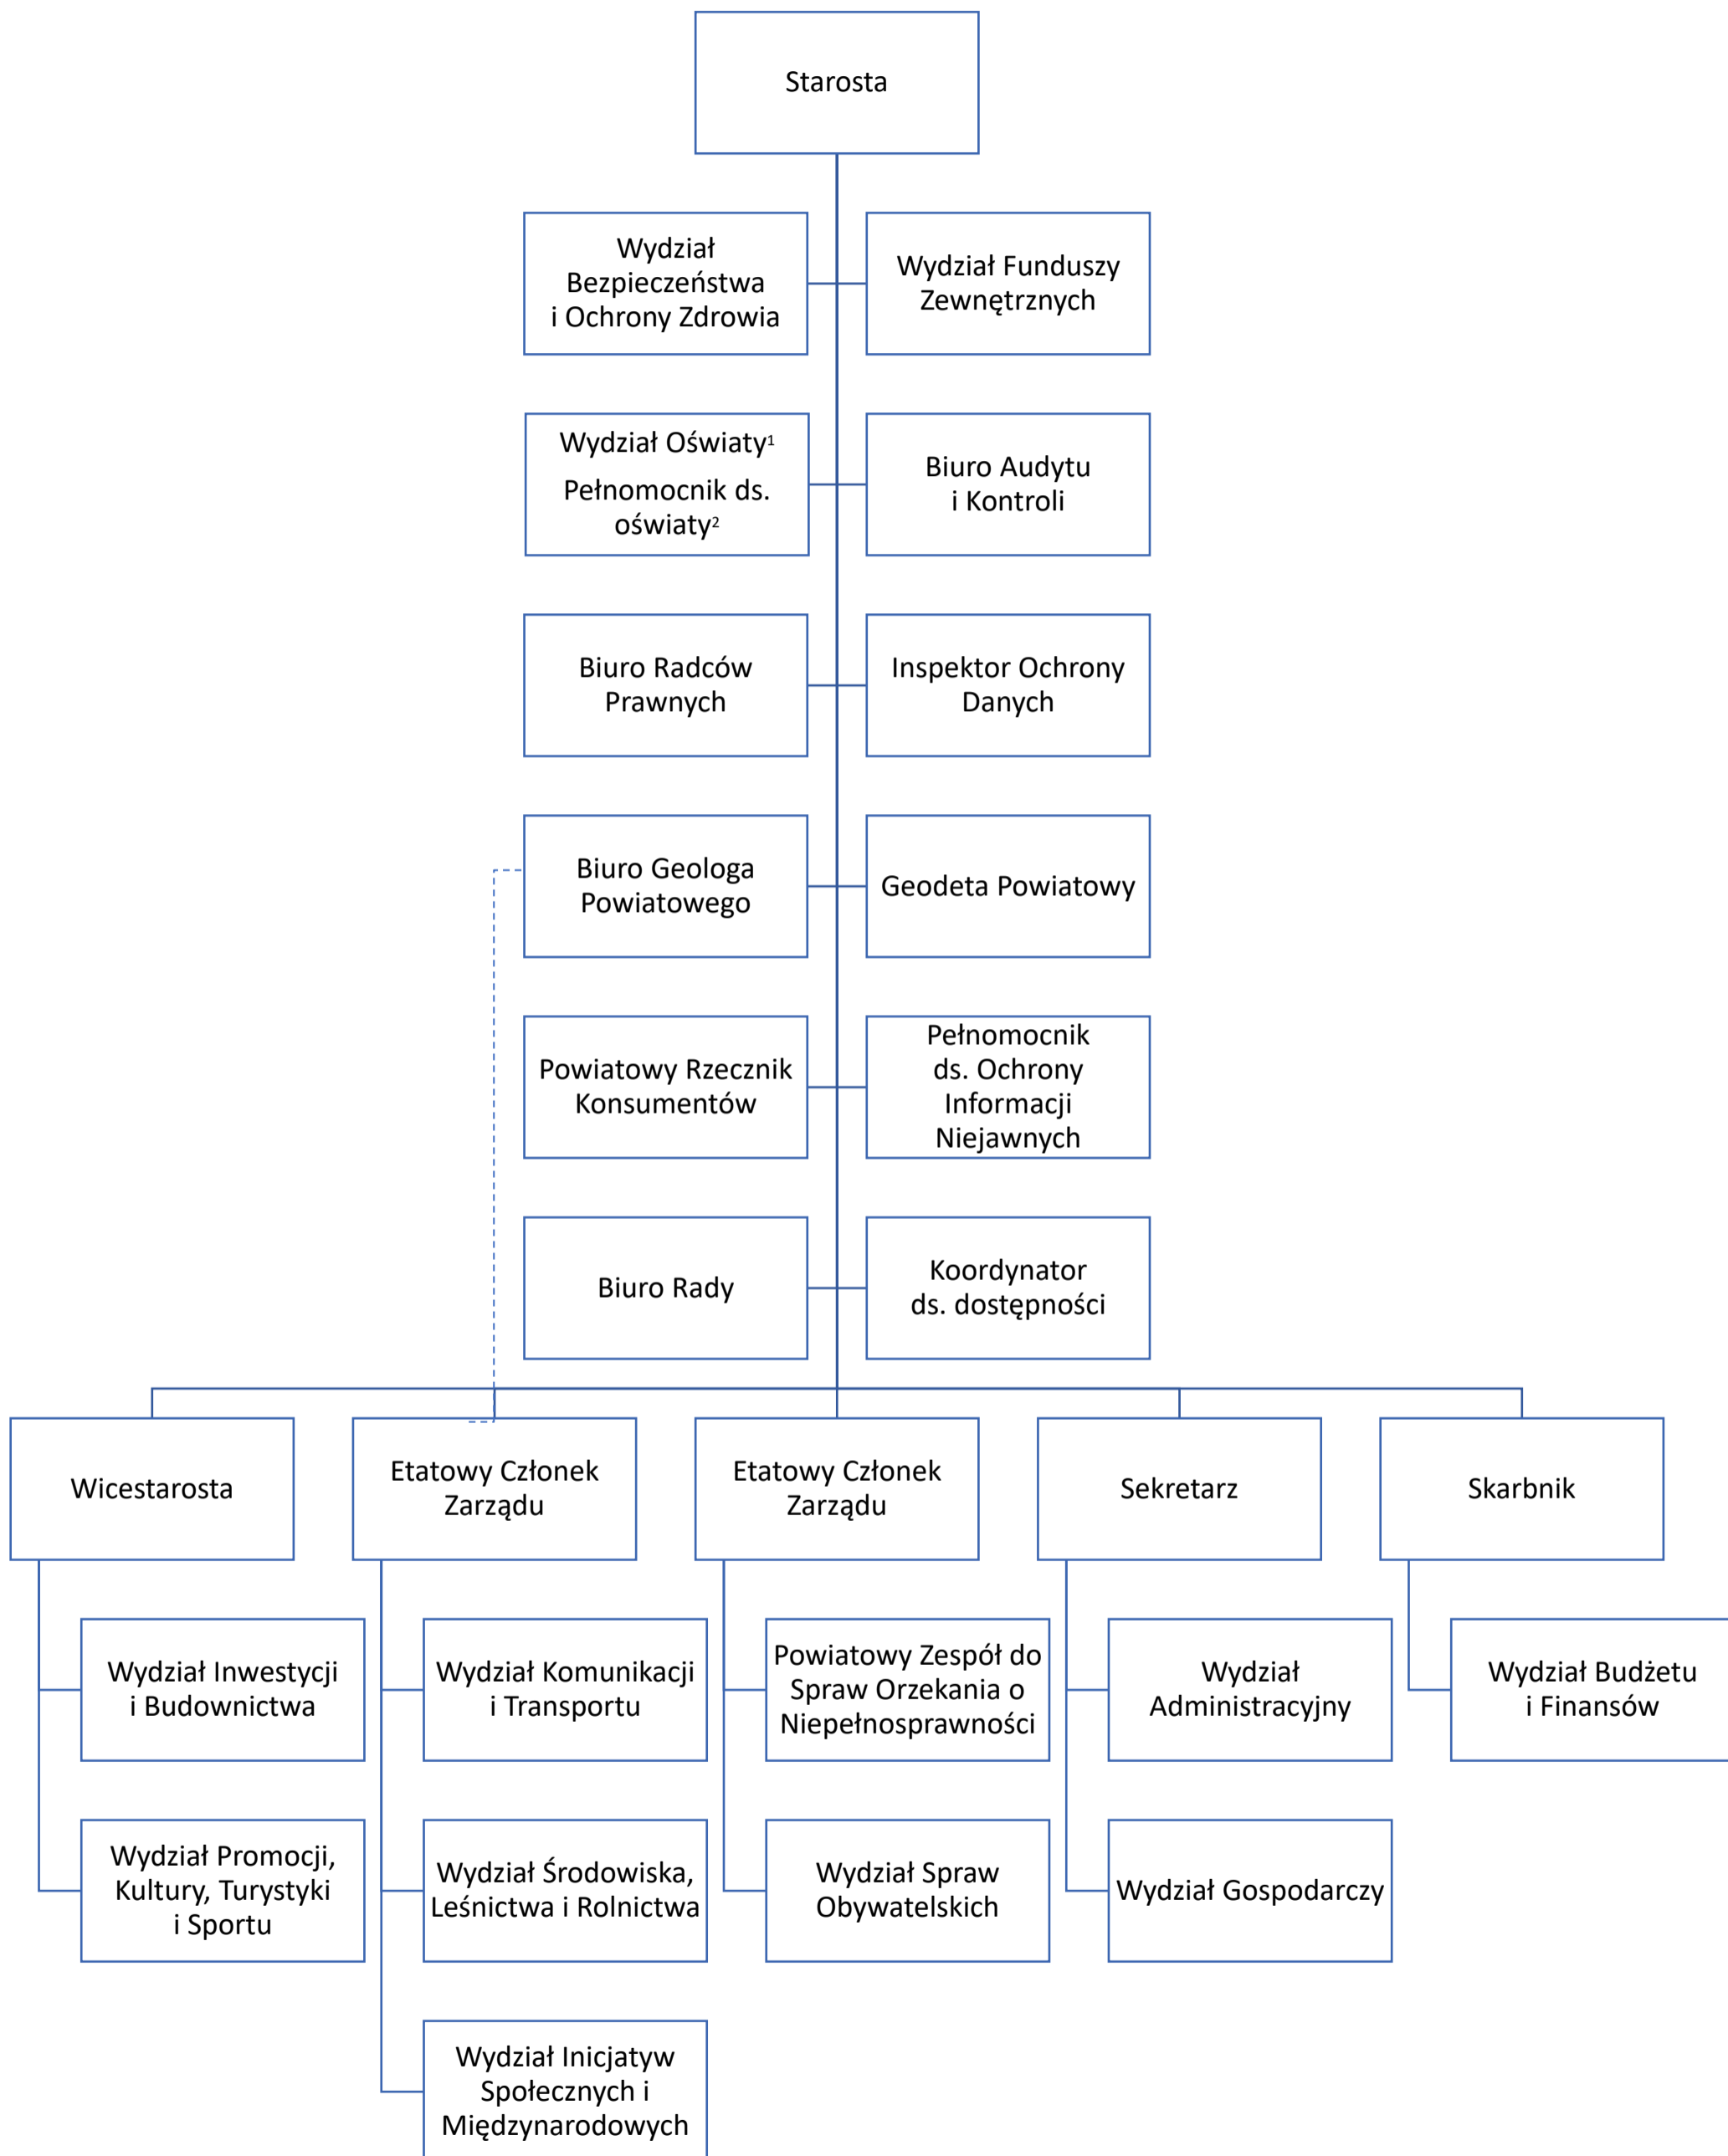 Starosta
Wydział
Bezpieczeństwa
i Ochrony Zdrowia
Wydział Funduszy
Zewnętrznych
Wydział Oświaty¹
Pełnomocnik ds.
oświaty²
Biuro Audytu
i Kontroli
Biuro Radców
Prawnych
Inspektor Ochrony
Danych
Biuro Geologa
Powiatowego
Geodeta Powiatowy
Powiatowy Rzecznik
Konsumentów
Pełnomocnik
ds. Ochrony
Informacji
Niejawnych
Biuro Rady
Koordynator
ds. dostępności
Wicestarosta
Etatowy Członek
Zarządu
Etatowy Członek
Zarządu
Sekretarz
Skarbnik
Wydział Inwestycji
i Budownictwa
Wydział Komunikacji
i Transportu
Powiatowy Zespół do
Spraw Orzekania o
Niepełnosprawności
Wydział
Administracyjny
Wydział Budżetu
i Finansów
Wydział Promocji,
Kultury, Turystyki
i Sportu
Wydział Środowiska,
Leśnictwa i Rolnictwa
Wydział Spraw
Obywatelskich
Wydział Gospodarczy
Wydział Inicjatyw
Społecznych i
Międzynarodowych